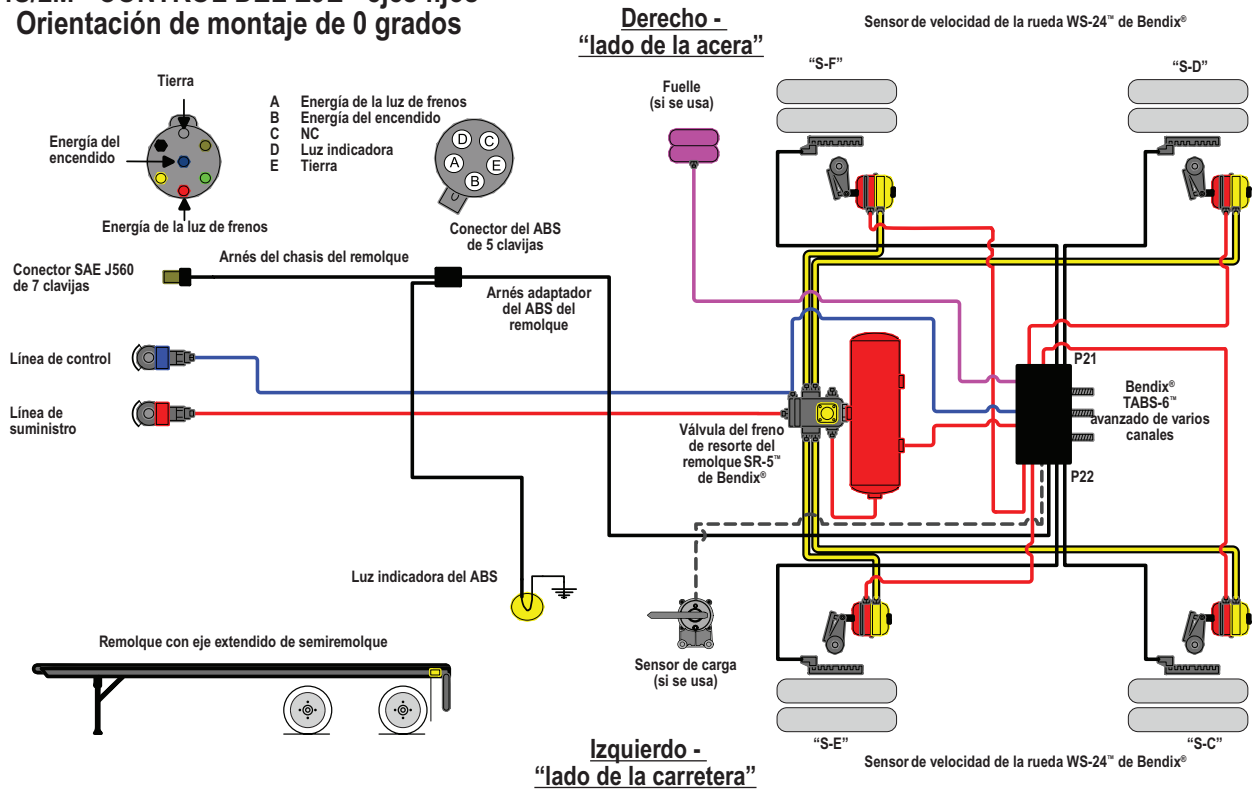 CONTROL DEL EJE - ejes fijos
Orientación de montaje de 0 grados
Derecho -
“lado de la acera”
Sensor de velocidad de la rueda WS-24™ de Bendix®
“S-F”
“S-D”
Tierra
Energía del
encendido
Energía de la luz de frenos
A Energía de la luz de frenos
B Energía del encendido
C NC
D Luz indicadora
E Tierra
D
C
A
E
B
Conector del ABS
de 5 clavijas
Fuelle
(si se usa)
Conector SAE J560
de 7 clavijas
Arnés del chasis del remolque
Arnés adaptador
del ABS del
remolque
Línea de control
Línea de
suministro
Válvula del freno
de resorte del
remolque SR-5™
de Bendix®
P21
Bendix®
TABS-6™
avanzado de varios
canales
P22
Luz indicadora del ABS
Sensor de carga
(si se usa)
Remolque con eje extendido de semiremolque
“S-E”
“S-C”
Izquierdo -
“lado de la carretera”
Sensor de velocidad de la rueda WS-24™ de Bendix®